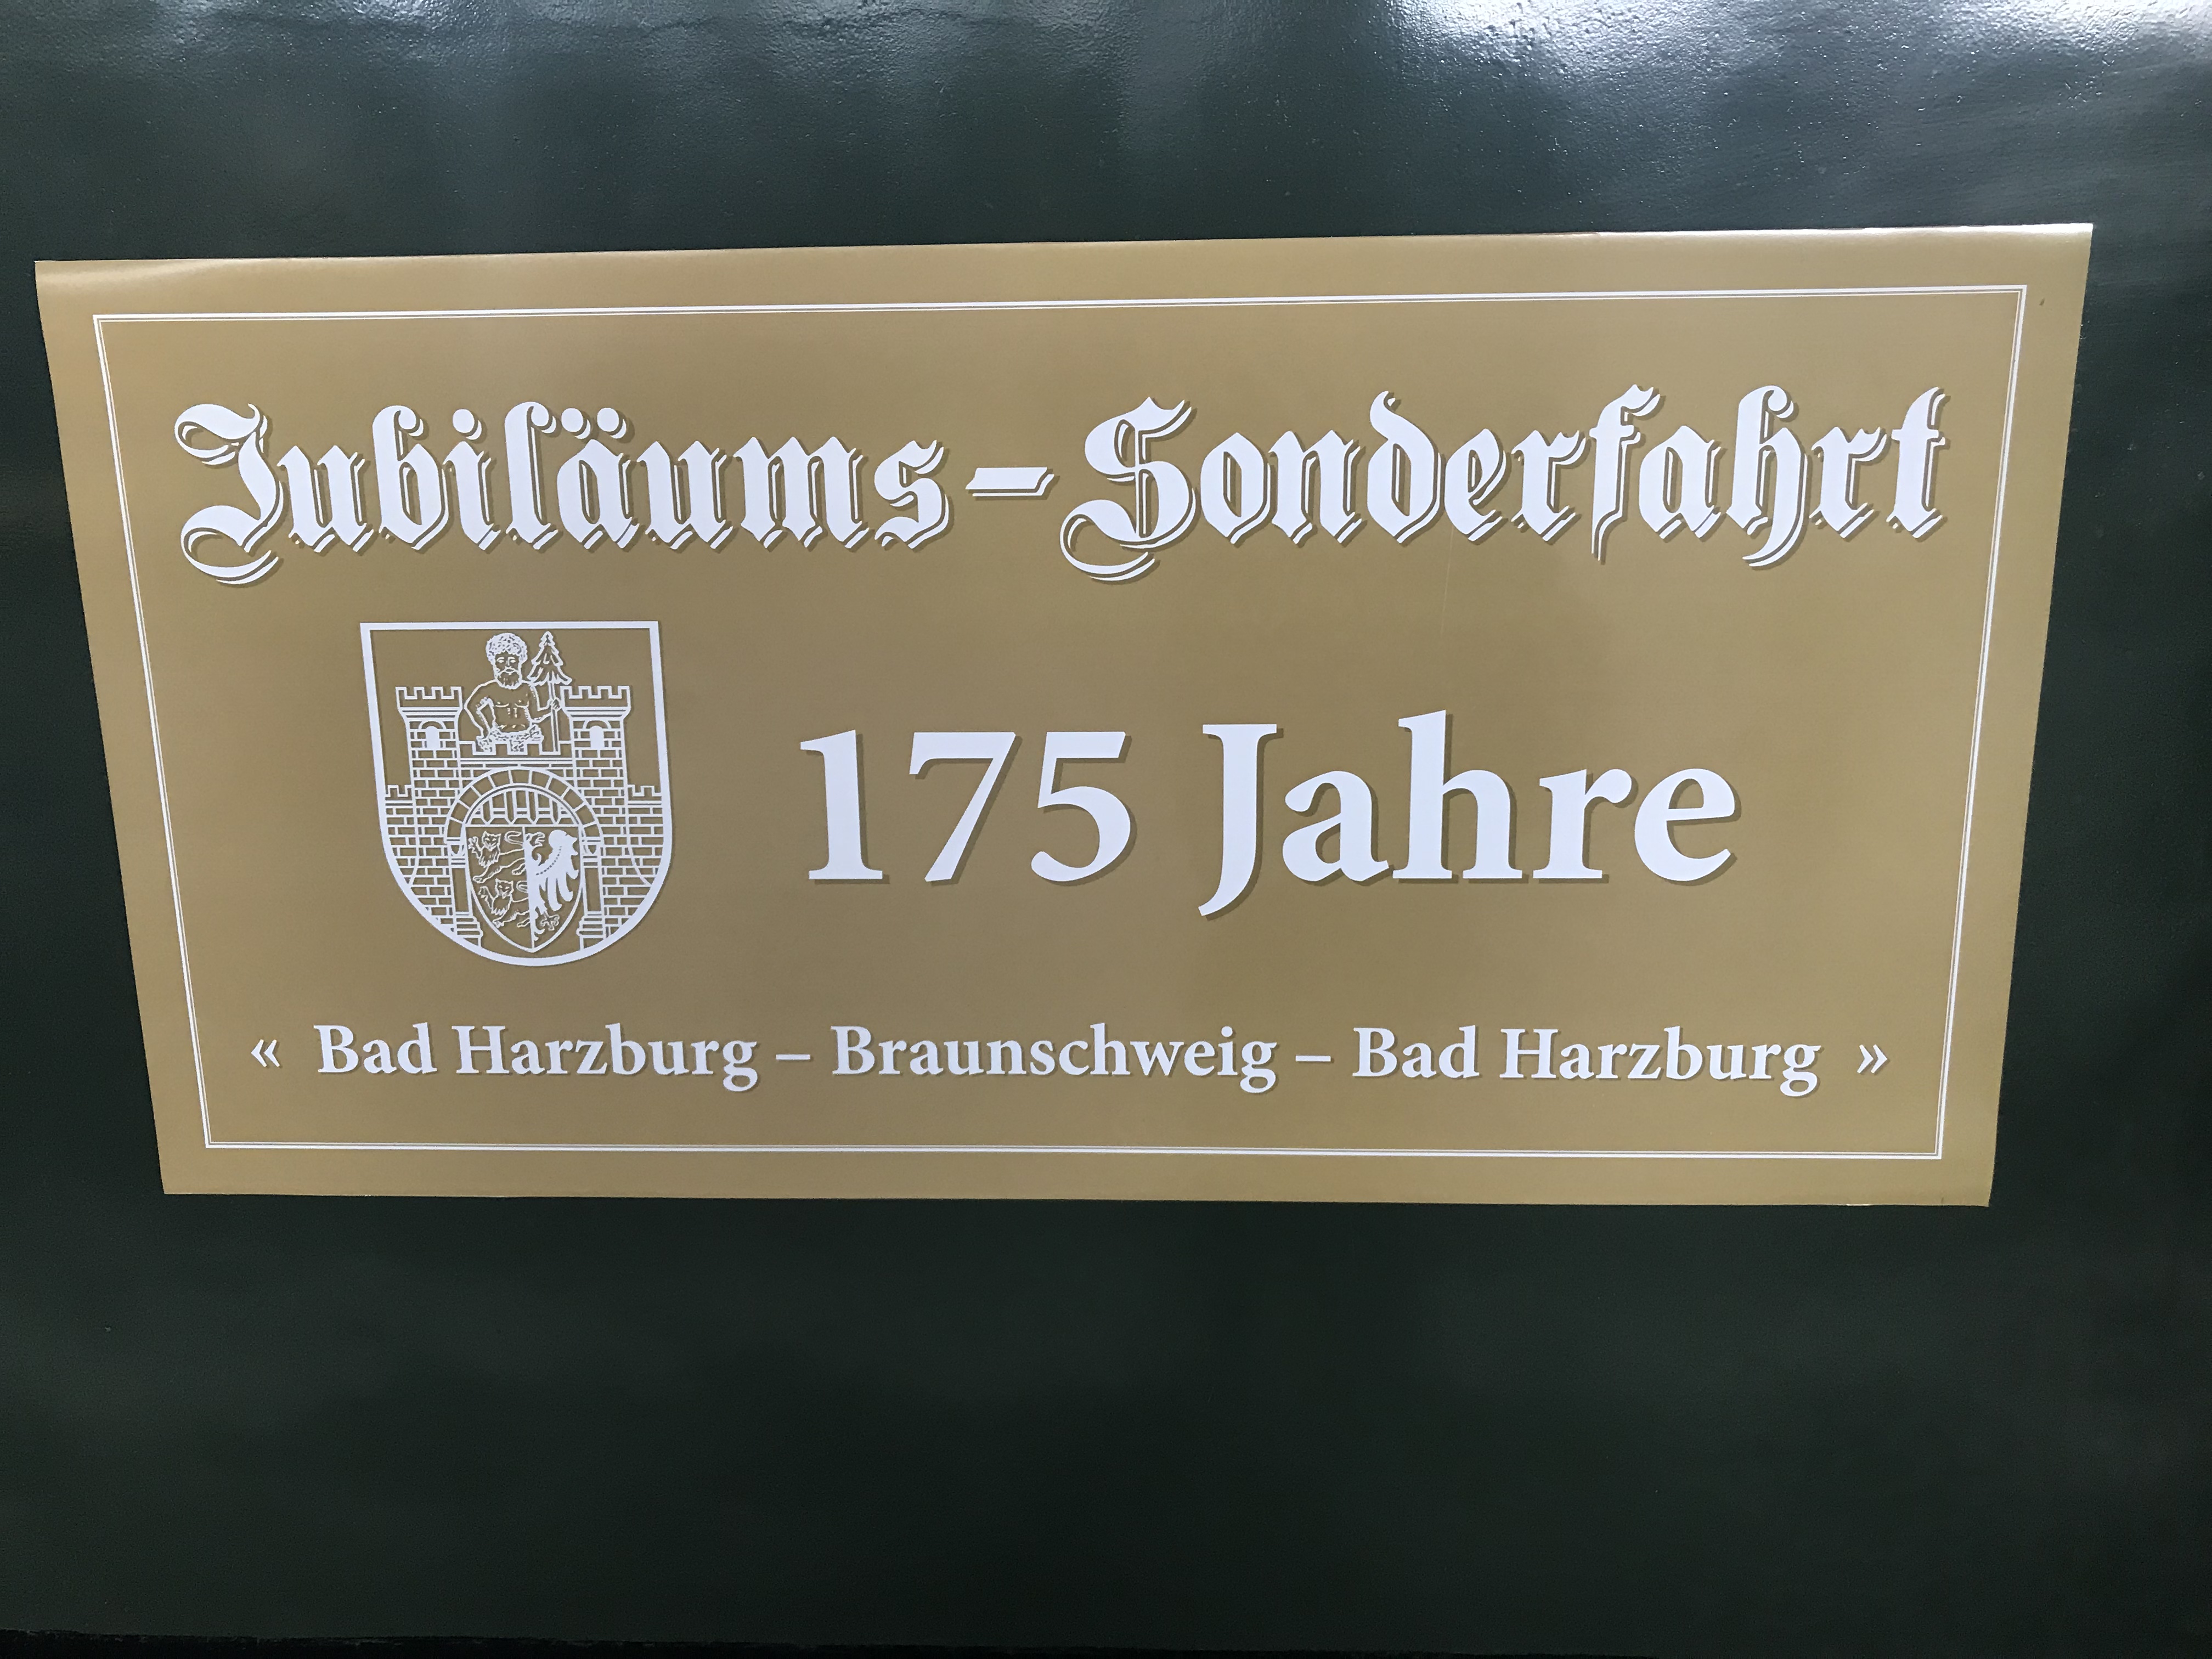 Jubiläums-Sonderfahrt
175 Jahre
« Bad Harzburg – Braunschweig – Bad Harzburg »